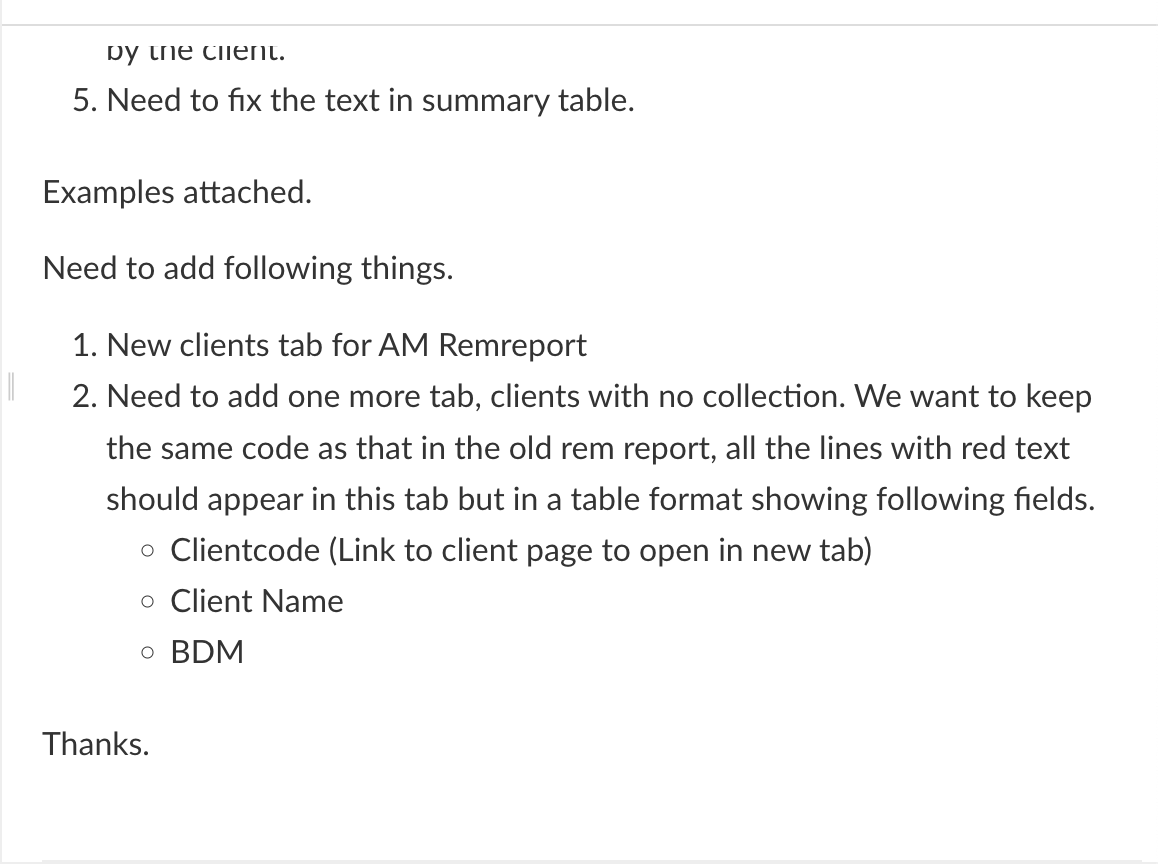 by the client.
5. Need to fix the text in summary table.
Examples attached.
Need to add following things.
1. New clients tab for AM Remreport
2. Need to add one more tab, clients with no collection. We want to keep
the same code as that in the old rem report, all the lines with red text
should appear in this tab but in a table format showing following fields.
○ Clientcode (Link to client page to open in new tab)
○ Client Name
○ BDM
Thanks.